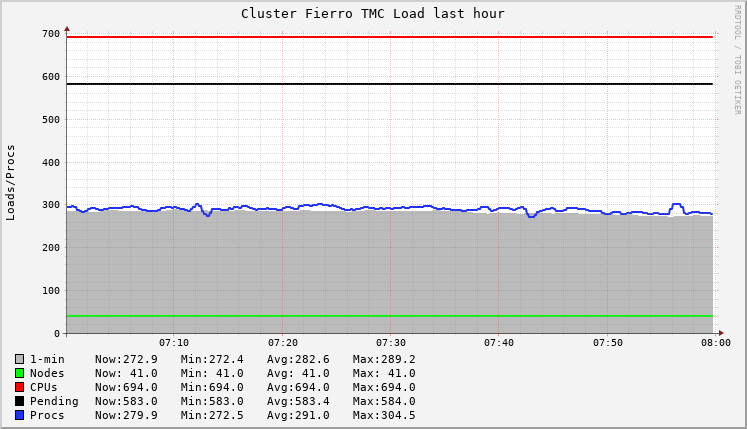 Cluster Fierro TMC Load last hour
RRDTOOL / TOBI OETIKER
Loads/Procs
700
600
500
400
300
200
100
0
07:10 07:20 07:30 07:40 07:50 08:00
1-min Now:272.9 Min:272.4 Avg:282.6 Max:289.2
Nodes Now: 41.0 Min: 41.0 Avg: 41.0 Max: 41.0
CPUs Now:694.0 Min:694.0 Avg:694.0 Max:694.0
Pending Now:583.0 Min:583.0 Avg:583.4 Max:584.0
Procs Now:279.9 Min:272.5 Avg:291.0 Max:304.5